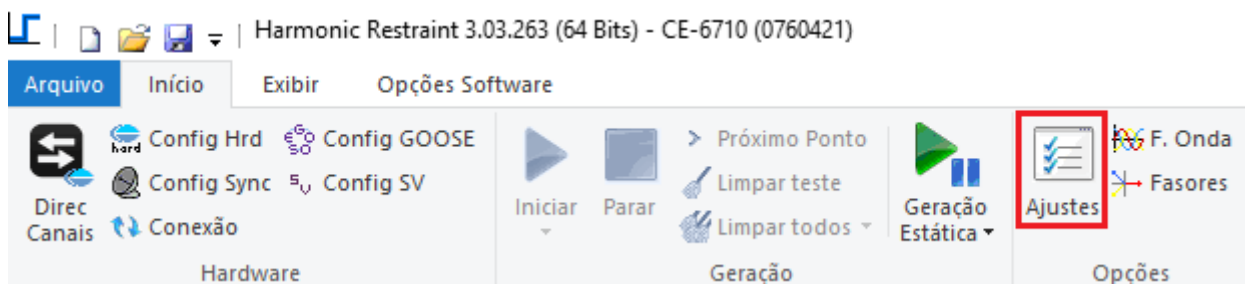 Harmonic Restraint 3.03.263 (64 Bits) - CE-6710 (0760421)
Arquivo Início Exibir Opções Software
hard Config Hrd Config GOOSE
Config Sync Config SV
Direc Canais
Conexão
Hardware
Iniciar
Parar
Próximo Ponto
Limpar teste
Limpar todos
Geração
Estática
Geração
Ajustes
F. Onda
Fasores
Opções